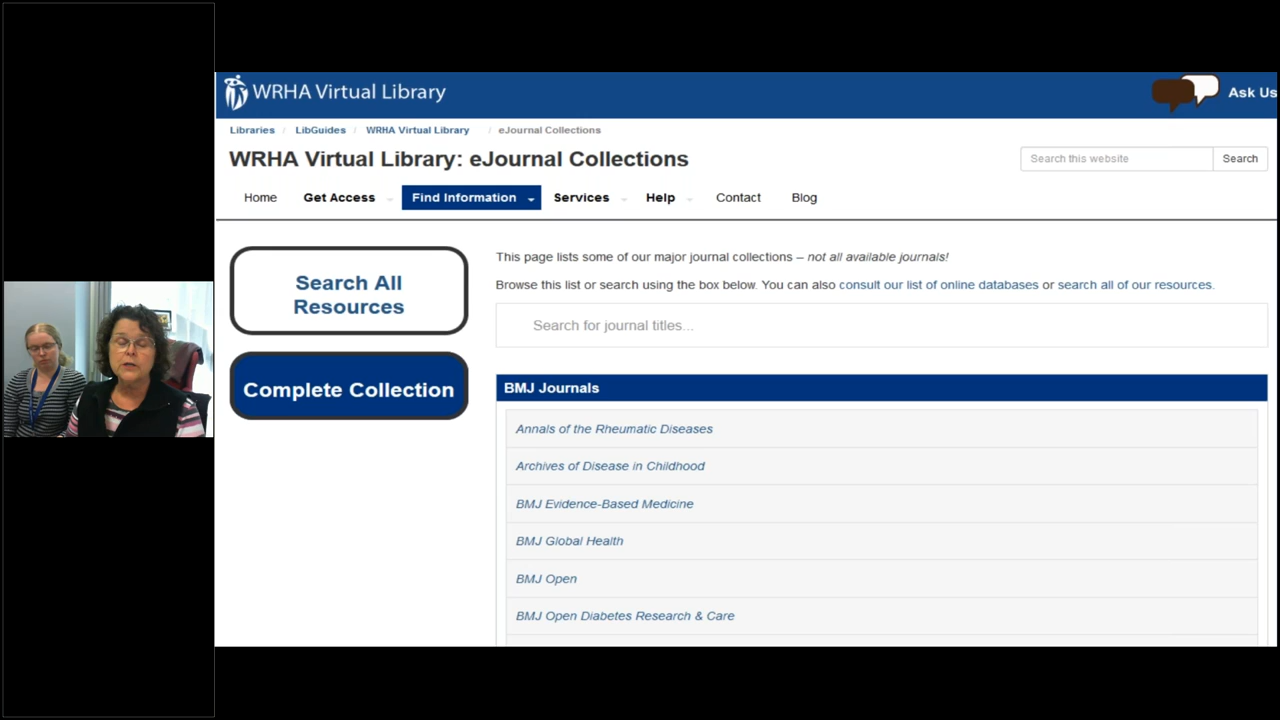 WRHA Virtual Library
Ask Us
Libraries / LibGuides / WRHA Virtual Library / eJournal Collections
WRHA Virtual Library: eJournal Collections
Search this website
Search
Home
Get Access
Find Information
Services
Help
Contact
Blog
Search All
Resources
Complete Collection
This page lists some of our major journal collections – not all available journals!
Browse this list or search using the box below. You can also consult our list of online databases or search all of our resources.
Search for journal titles...
BMJ Journals
Annals of the Rheumatic Diseases
Archives of Disease in Childhood
BMJ Evidence-Based Medicine
BMJ Global Health
BMJ Open
BMJ Open Diabetes Research & Care